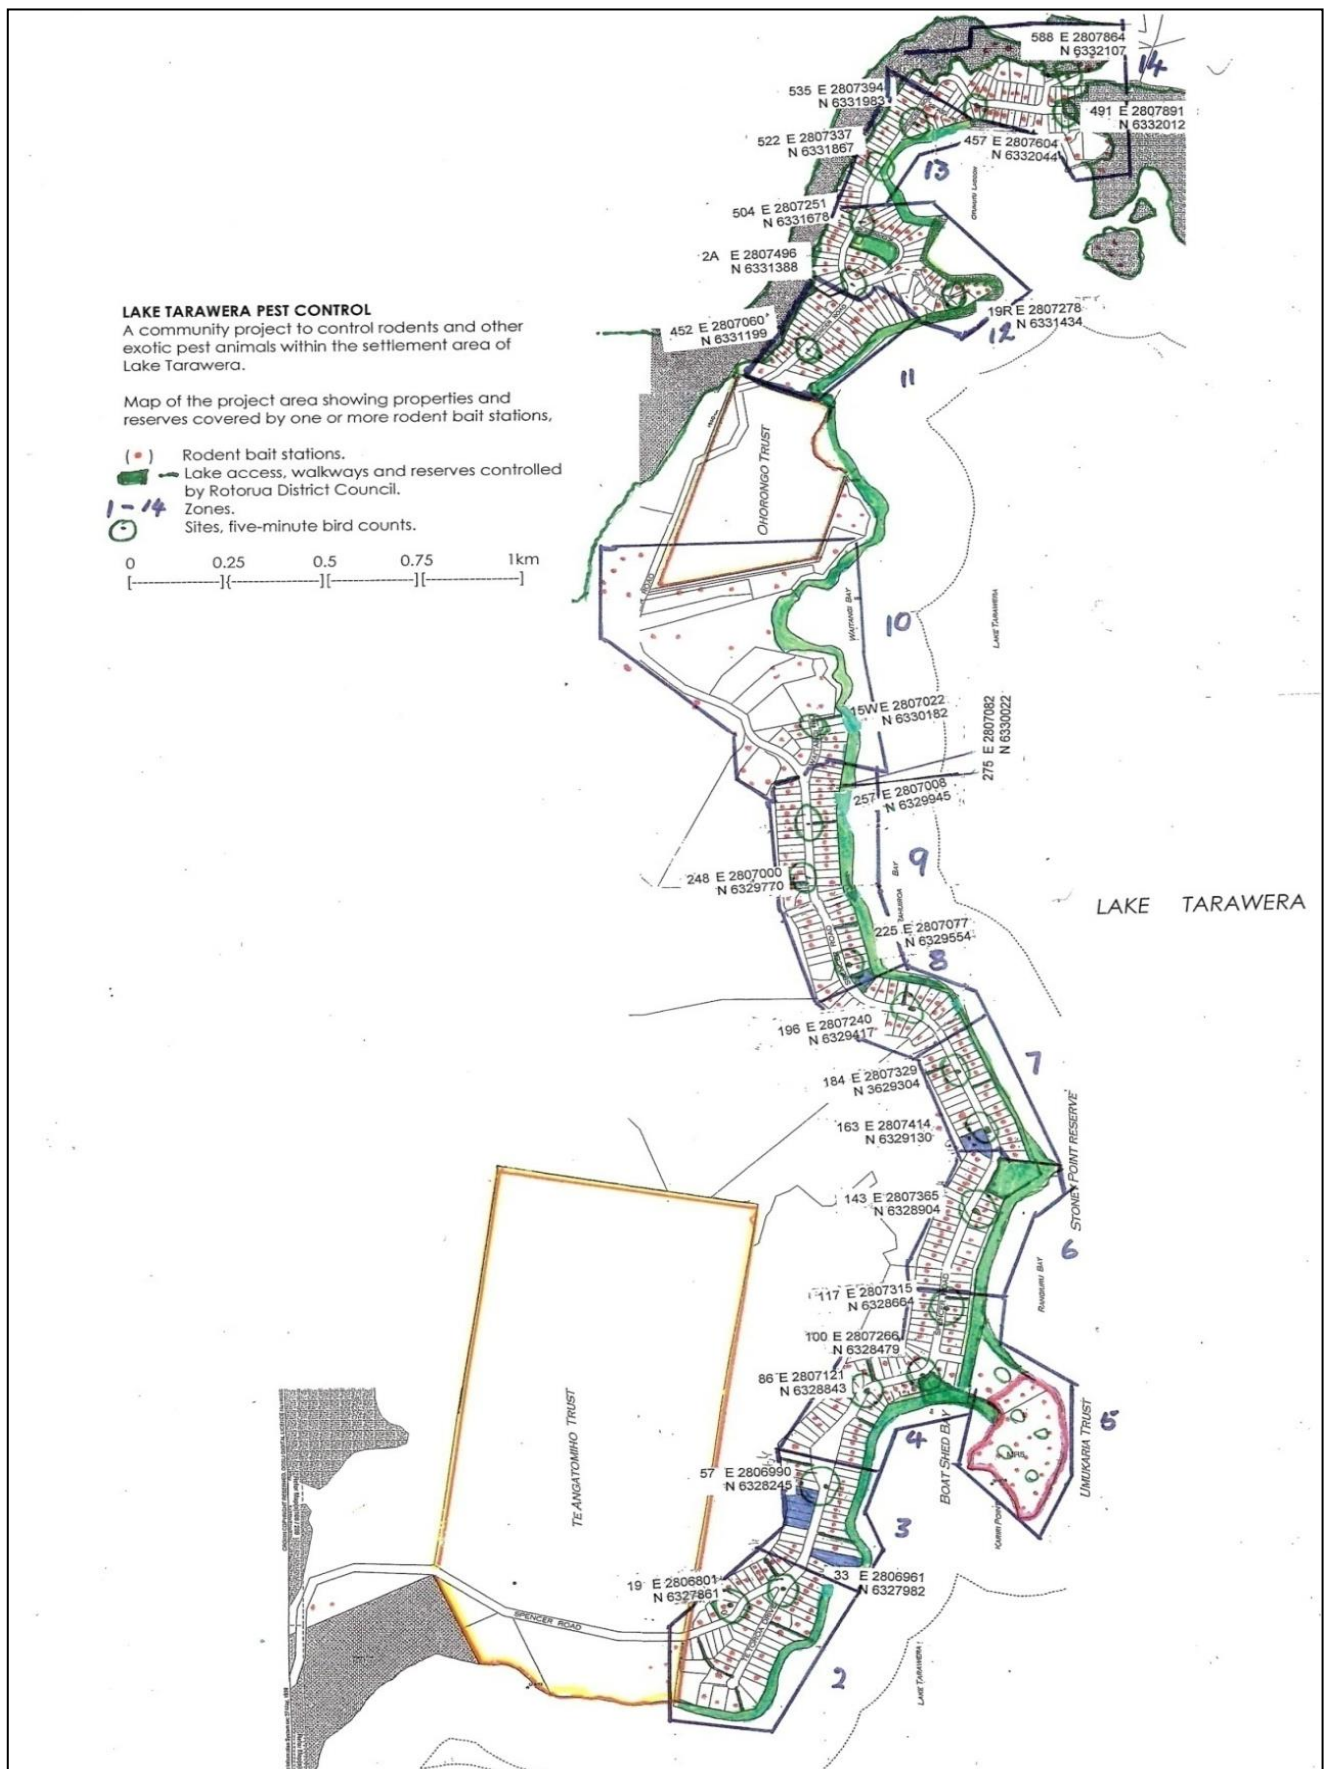 LAKE TARAWERA PEST CONTROL
A community project to control rodents and other
exotic pest animals within the settlement area of
Lake Tarawera.
Map of the project area showing properties and
reserves covered by one or more rodent bait stations,
Rodent bait stations.
Lake access, walkways and reserves controlled
by Rotorua District Council.
1 - 14 Zones.
Sites, five-minute bird counts.
0 0.25 0.5 0.75 1km
588 E 2807864
N 6332107
14
535 E 2807394
N 6331983
491 E 2807891
N 6332012
522 E 2807337
N 6331867
457 E 2807604
N 6332044
13
504 E 2807251
N 6331678
2A E 2807496
N 6331388
19R E 2807278
N 6331434
452 E 2807060
N 6331199
12
11
OHORONGO TRUST
ROAD
WAITANGI BAY
10
LAKE TARAWERA
15W E 2807022
N 6330182
275 E 2807082
N 6330022
257 E 2807008
N 6329945
9
248 E 2807000
N 6329770
BAY
LAKE TARAWERA
225 E 2807077
N 6329554
ROAD
8
196 E 2807240
N 6329417
7
184 E 2807329
N 3629304
163 E 2807414
N 6329130
STONEY POINT RESERVE
143 E 2807365
N 6328904
6
RANGIURU BAY
117 E 2807315
N 6328664
SPENCER ROAD
100 E 2807266
N 6328479
86 E 2807121
N 6328843
5
UMUKARIA TRUST
4
BOAT SHED BAY
TE ANGATOMIHO TRUST
57 E 2806990
N 6328245
3
33 E 2806961
N 6327982
19 E 2806801
N 6327861
SPENCER ROAD
2
LAKE TARAWERA